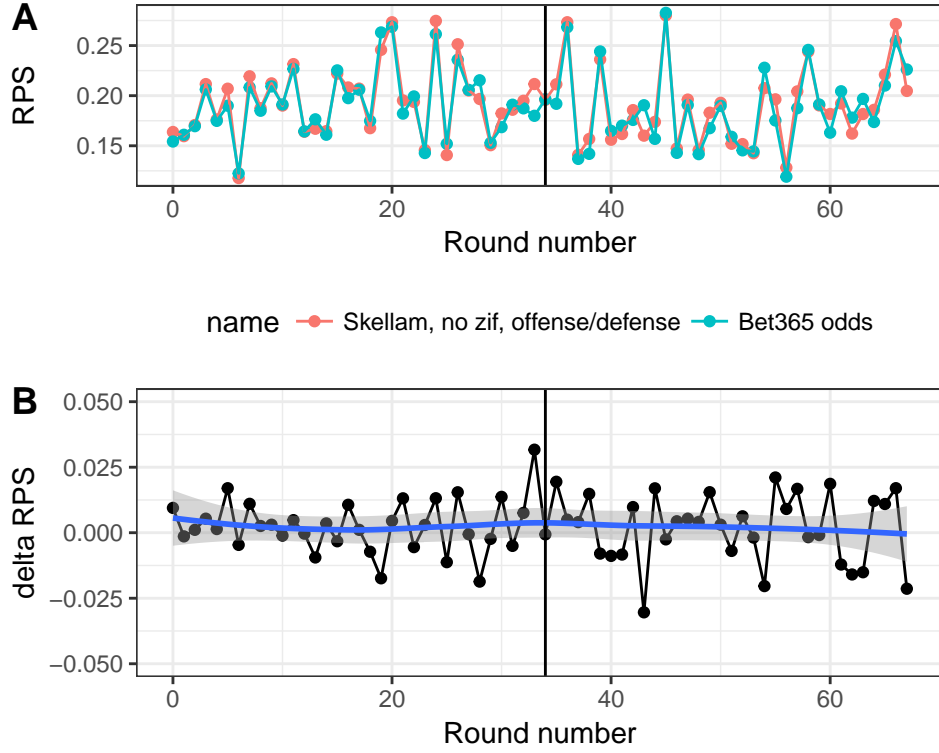 A
RPS
0.25
0.20
0.15
0 20 40 60
Round number
name Skellam, no zif, offense/defense Bet365 odds
B
delta RPS
0.050
0.025
0.000
−0.025
−0.050
0 20 40 60
Round number